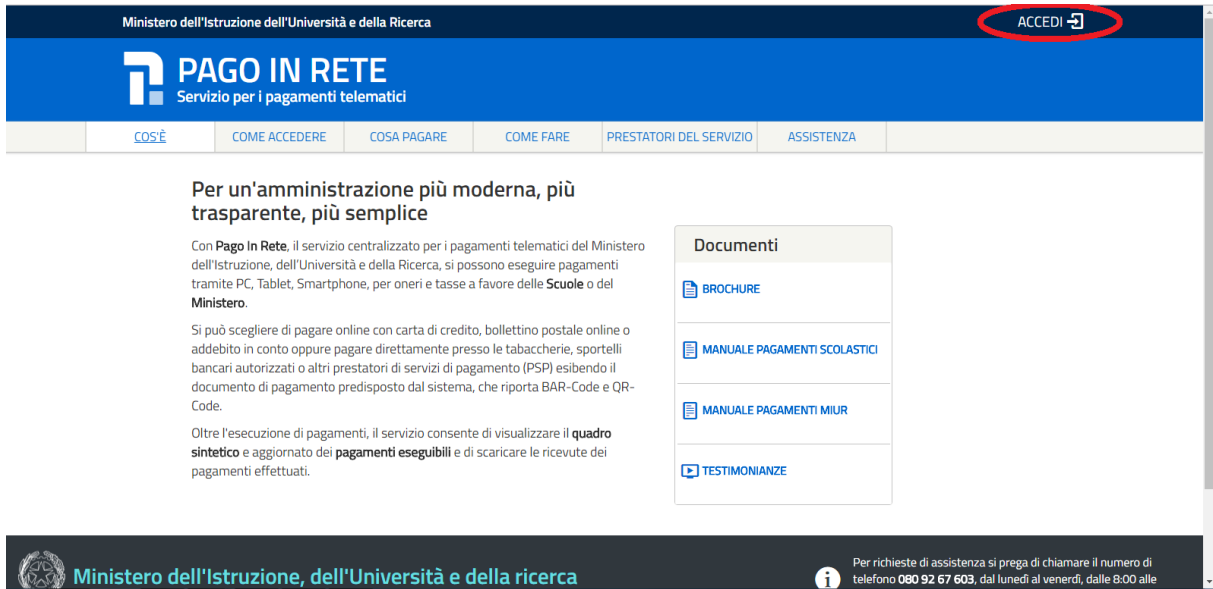 Ministero dell'Istruzione dell'Università e della Ricerca
ACCEDI
PAGO IN RETE
Servizio per i pagamenti telematici
COS'È
COME ACCEDERE
COSA PAGARE
COME FARE
PRESTATORI DEL SERVIZIO
ASSISTENZA
Per un'amministrazione più moderna, più
trasparente, più semplice
Con Pago In Rete, il servizio centralizzato per i pagamenti telematici del Ministero
dell'Istruzione, dell'Università e della Ricerca, si possono eseguire pagamenti
tramite PC, Tablet, Smartphone, per oneri e tasse a favore delle Scuole o del
Ministero.
Si può scegliere di pagare online con carta di credito, bollettino postale online o
addebito in conto oppure pagare direttamente presso le tabaccherie, sportelli
bancari autorizzati o altri prestatori di servizi di pagamento (PSP) esibendo il
documento di pagamento predisposto dal sistema, che riporta BAR-Code e QR-
Code.
Oltre l'esecuzione di pagamenti, il servizio consente di visualizzare il quadro
sintetico e aggiornato dei pagamenti eseguibili e di scaricare le ricevute dei
pagamenti effettuati.
Documenti
BROCHURE
MANUALE PAGAMENTI SCOLASTICI
MANUALE PAGAMENTI MIUR
TESTIMONIANZE
Ministero dell'Istruzione, dell'Università e della ricerca
Per richieste di assistenza si prega di chiamare il numero di
telefono 080 92 67 603, dal lunedì al venerdì, dalle 8:00 alle